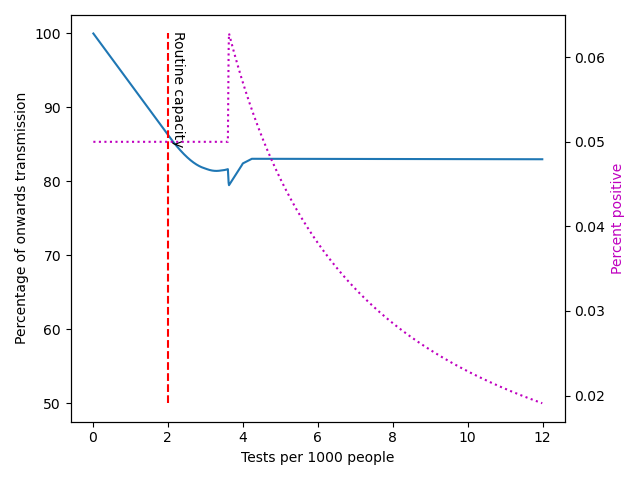 100
90
80
70
60
50
Percentage of onwards transmission
Routine capacity
0.06
0.05
0.04
0.03
0.02
Percent positive
0 2 4 6 8 10 12
Tests per 1000 people